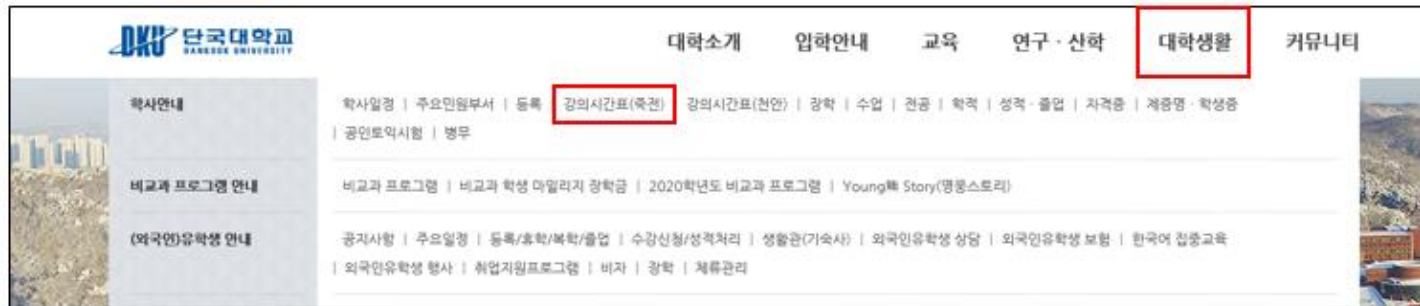 DKU 단국대학교
DANKOOK UNIVERSITY
대학소개 입학안내 교육 연구 · 산학 대학생활 커뮤니티
학사안내
학사일정 | 주요민원부서 | 등록 강의시간표(죽전) 강의시간표(천안) | 장학 | 수업 | 전공 | 학적 | 성적 · 졸업 | 자격증 | 제증명 · 학생증
| 공인토익시험 | 병무
비교과 프로그램 안내
비교과 프로그램 | 비교과 학생 마일리지 장학금 | 2020학년도 비교과 프로그램 | Young熊 Story(영웅스토리)
(외국인)유학생 안내
공지사항 | 주요일정 | 등록/휴학/복학/졸업 | 수강신청/성적처리 | 생활관(기숙사) | 외국인유학생 상담 | 외국인유학생 보험 | 한국어 집중교육
| 외국인유학생 행사 | 취업지원프로그램 | 비자 | 장학 | 체류관리